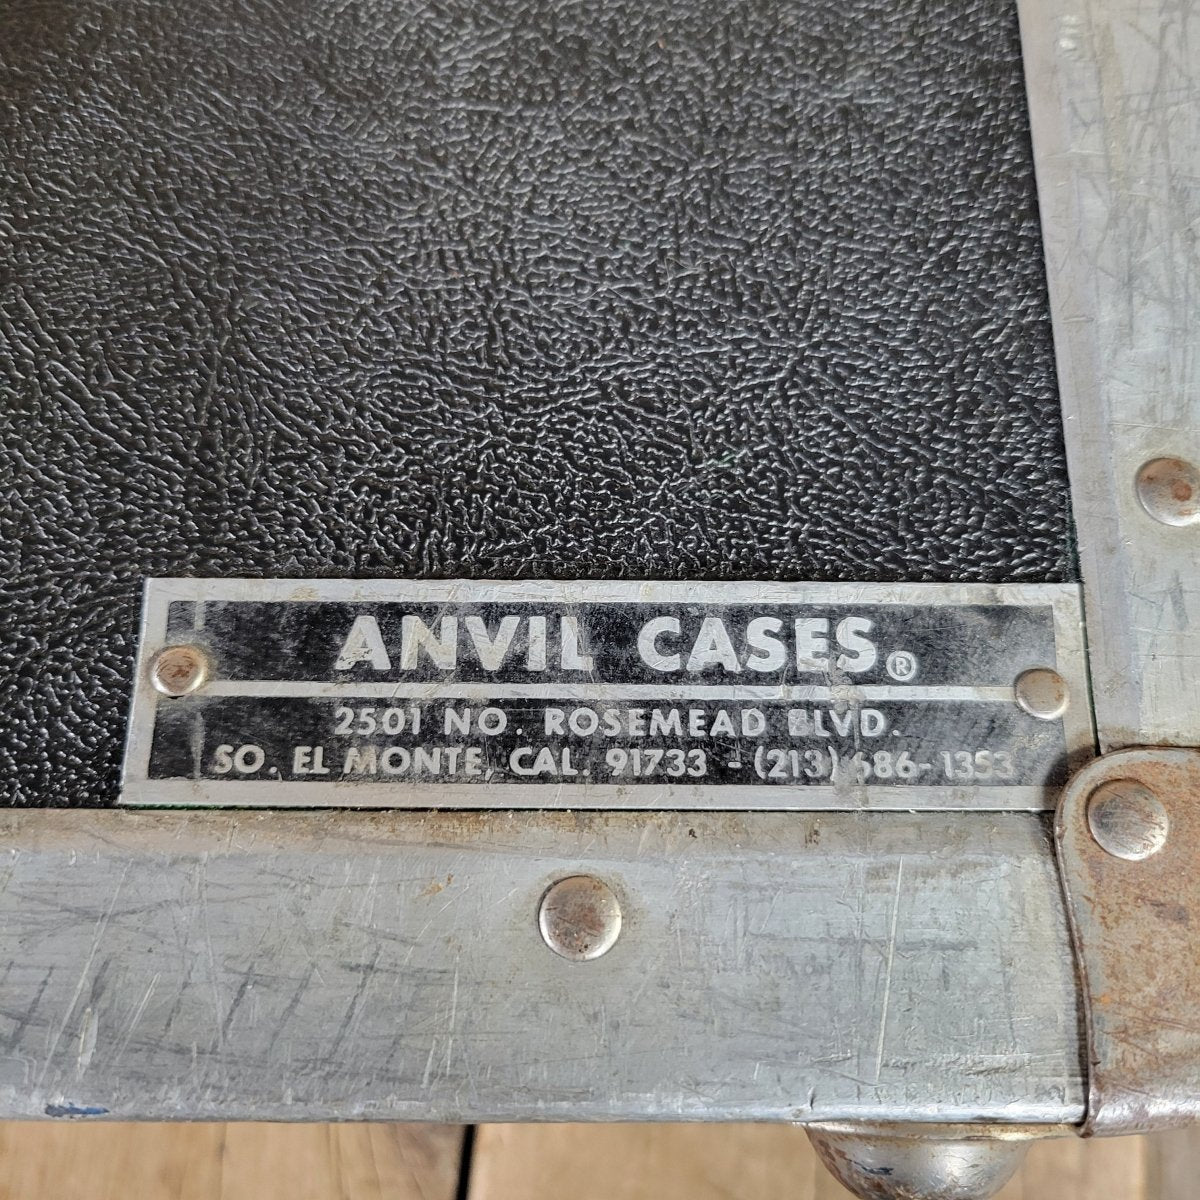 ANVIL CASES®
2501 NO. ROSEMEAD BLVD.
SO. EL MONTE, CAL. 91733 - (213) 686-1353